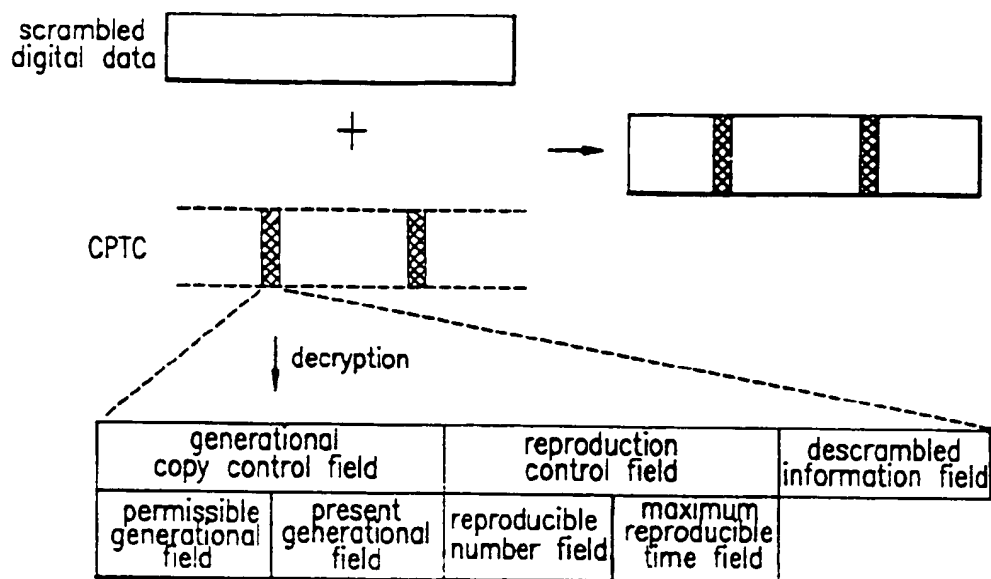 scrambled
digital data
+
CPTC
decryption
generational
copy control field
reproduction
control field
descrambled
information field
permissible
generational
field
present
generational
field
reproducible
number field
maximum
reproducible
time field